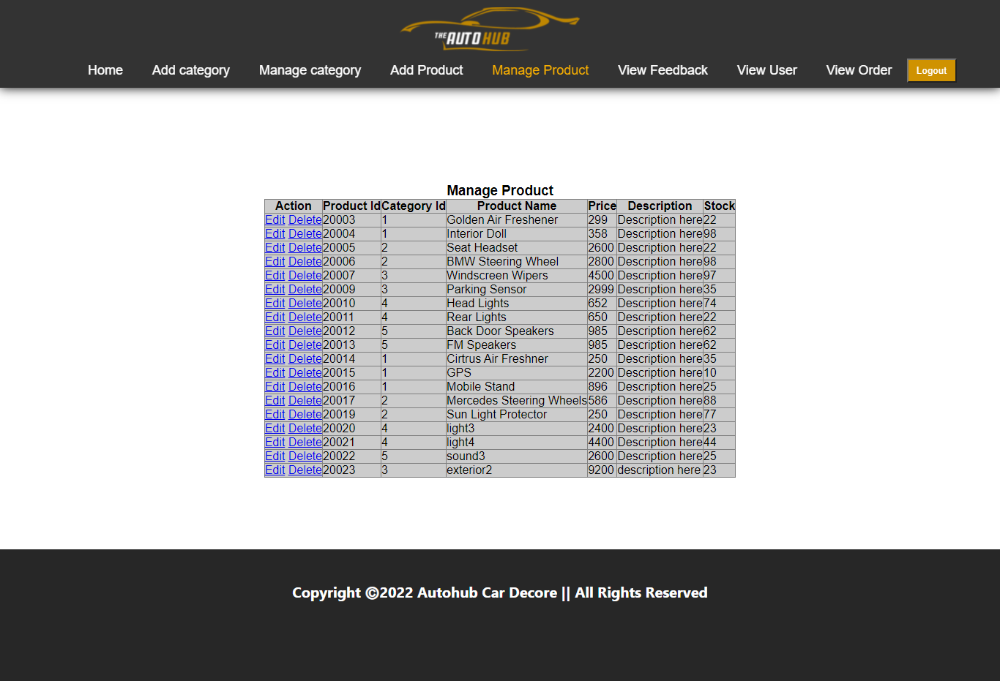 THE AUTO HUB
Home Add category Manage category Add Product Manage Product View Feedback View User View Order Logout
Manage Product
Action Product Id Category Id Product Name Price Description Stock
Edit Delete 20003 1 Golden Air Freshener 299 Description here 22
Edit Delete 20004 1 Interior Doll 358 Description here 98
Edit Delete 20005 2 Seat Headset 2600 Description here 22
Edit Delete 20006 2 BMW Steering Wheel 2800 Description here 98
Edit Delete 20007 3 Windscreen Wipers 4500 Description here 97
Edit Delete 20009 3 Parking Sensor 2999 Description here 35
Edit Delete 20010 4 Head Lights 652 Description here 74
Edit Delete 20011 4 Rear Lights 650 Description here 22
Edit Delete 20012 5 Back Door Speakers 985 Description here 62
Edit Delete 20013 5 FM Speakers 985 Description here 62
Edit Delete 20014 1 Cirtrus Air Freshner 250 Description here 35
Edit Delete 20015 1 GPS 2200 Description here 10
Edit Delete 20016 1 Mobile Stand 896 Description here 25
Edit Delete 20017 2 Mercedes Steering Wheels 586 Description here 88
Edit Delete 20019 2 Sun Light Protector 250 Description here 77
Edit Delete 20020 4 light3 2400 Description here 23
Edit Delete 20021 4 light4 4400 Description here 44
Edit Delete 20022 5 sound3 2600 Description here 25
Edit Delete 20023 3 exterior2 9200 description here 23
Copyright ©2022 Autohub Car Decore || All Rights Reserved